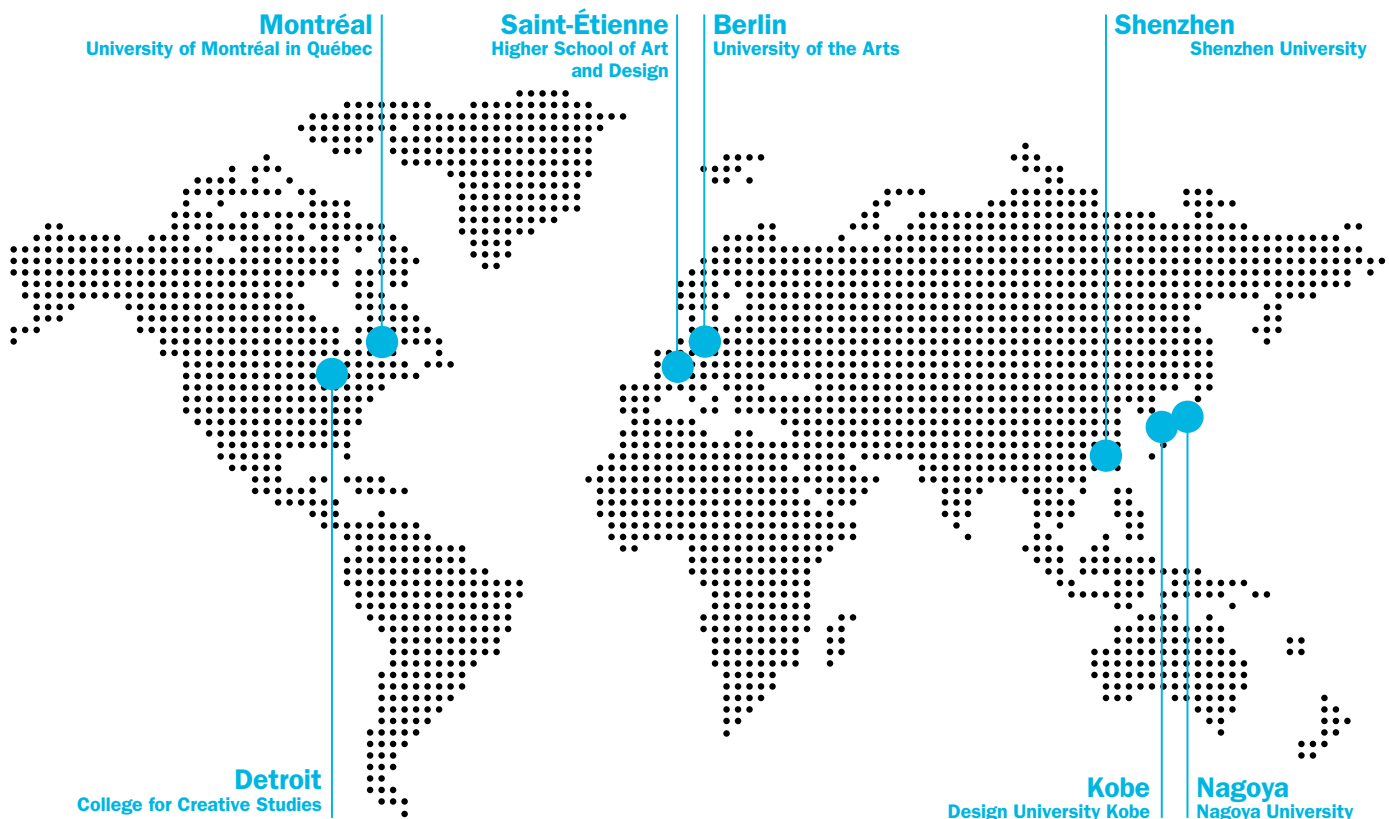 Montréal
University of Montréal in Québec
Saint-Étienne
Higher School of Art
and Design
Berlin
University of the Arts
Shenzhen
Shenzhen University
Detroit
College for Creative Studies
Kobe
Design University Kobe
Nagoya
Nagoya University